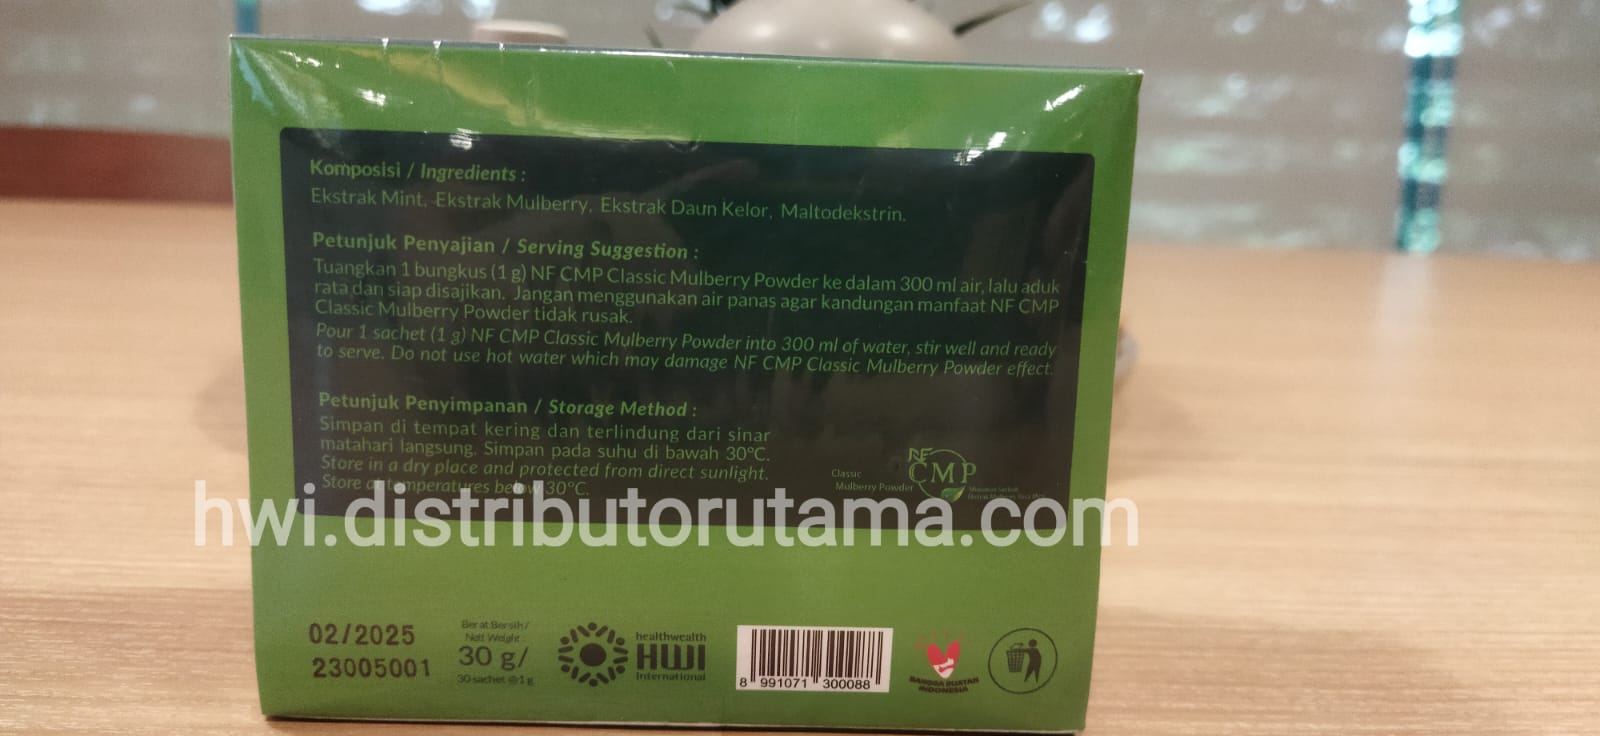 Komposisi / Ingredients :
Ekstrak Mint, Ekstrak Mulberry, Ekstrak Daun Kelor, Maltodekstrin.
Petunjuk Penyajian / Serving Suggestion :
Tuangkan 1 bungkus (1 g) NF CMP Classic Mulberry Powder ke dalam 300 ml air, lalu aduk
rata dan siap disajikan. Jangan menggunakan air panas agar kandungan manfaat NF CMP
Classic Mulberry Powder tidak rusak.
Pour 1 sachet (1 g) NF CMP Classic Mulberry Powder into 300 ml of water, stir well and ready
to serve. Do not use hot water which may damage NF CMP Classic Mulberry Powder effect.
Petunjuk Penyimpanan / Storage Method :
Simpan di tempat kering dan terlindung dari sinar
matahari langsung. Simpan pada suhu di bawah 30°C.
Store in a dry place and protected from direct sunlight.
Store at temperatures below 30°C.
Classic
Mulberry Powder
NF
CMP
hwi.distributorutama.com
02/2025
23005001
Berat Bersih/
Nett Weight
30 g/
30 sachet @1 g
healthwealth
HWI
International
8 991071 300088
BANGGA BUATAN
INDONESIA